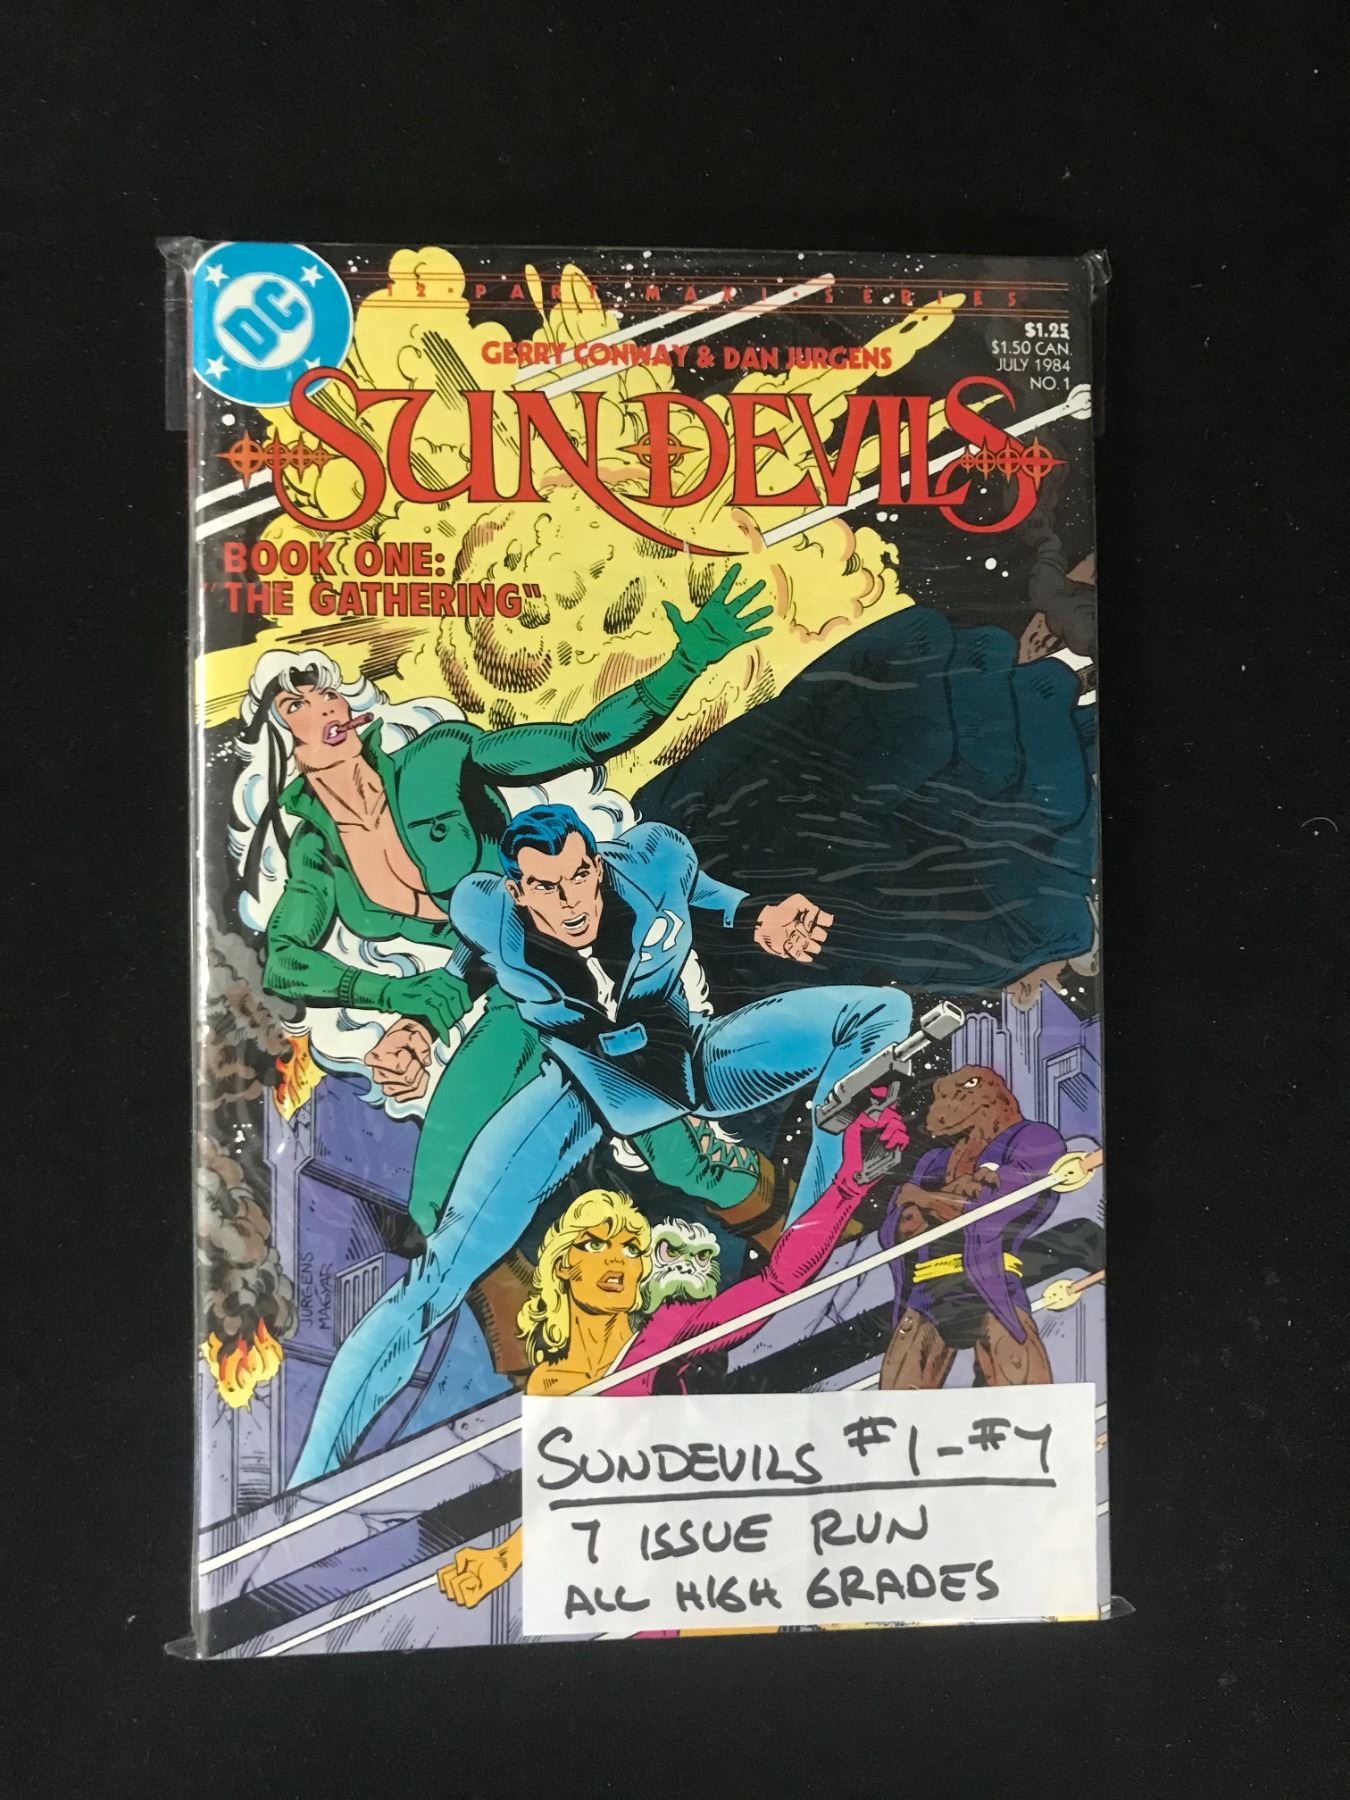 DC
12-PART MAXI-SERIES
$1.25
$1.50 CAN.
JULY 1984
NO. 1
GERRY CONWAY & DAN JURGENS
SUN DEVILS
BOOK ONE:
"THE GATHERING"
JURGENS
MAGYAR
SUNDEVILS #1-#7
7 ISSUE RUN
ALL HIGH GRADES